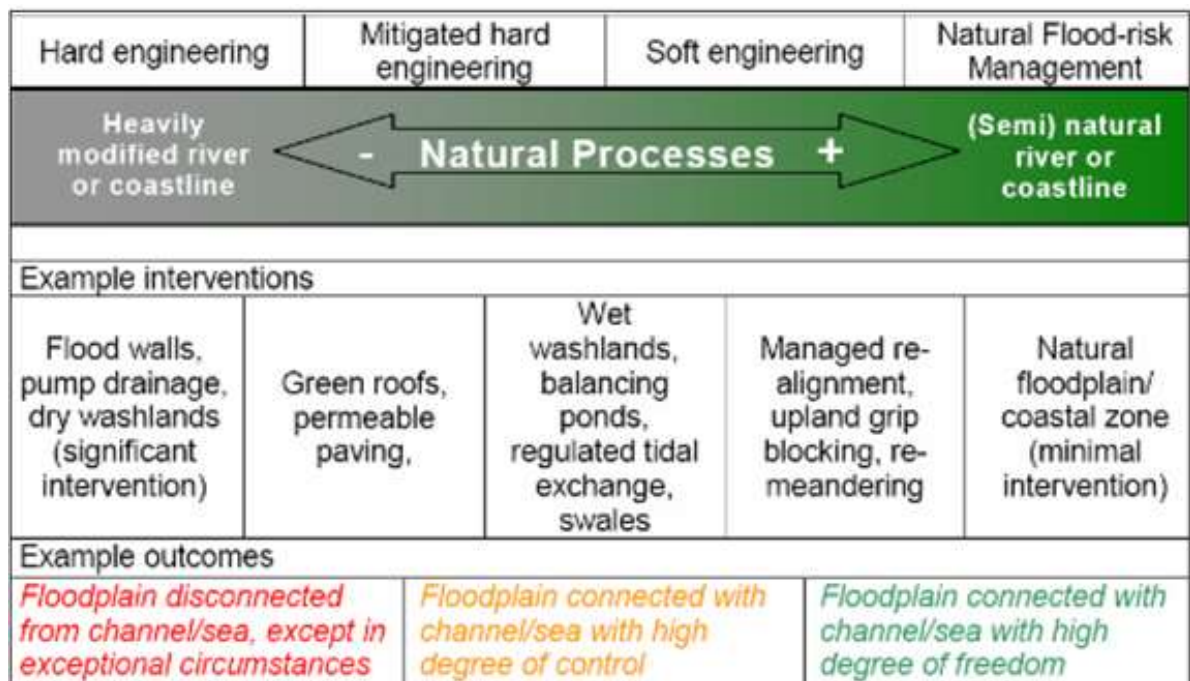 Hard engineering
Mitigated hard
engineering
Soft engineering
Natural Flood-risk
Management
Heavily
modified river
or coastline
- Natural Processes +
(Semi) natural
river or
coastline
Example interventions
Flood walls,
pump drainage,
dry washlands
(significant
intervention)
Green roofs,
permeable
paving,
Wet
washlands,
balancing
ponds,
regulated tidal
exchange,
swales
Managed re-
alignment,
upland grip
blocking, re-
meandering
Natural
floodplain/
coastal zone
(minimal
intervention)
Example outcomes
Floodplain disconnected
from channel/sea, except in
exceptional circumstances
Floodplain connected with
channel/sea with high
degree of control
Floodplain connected with
channel/sea with high
degree of freedom